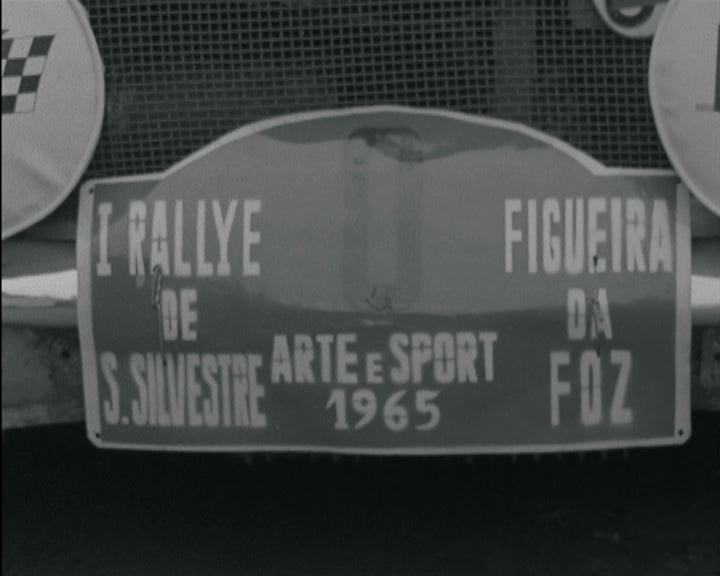 I RALLYE
DE
S. SILVESTRE
ARTE E SPORT
1965
FIGUEIRA
DA
FOZ